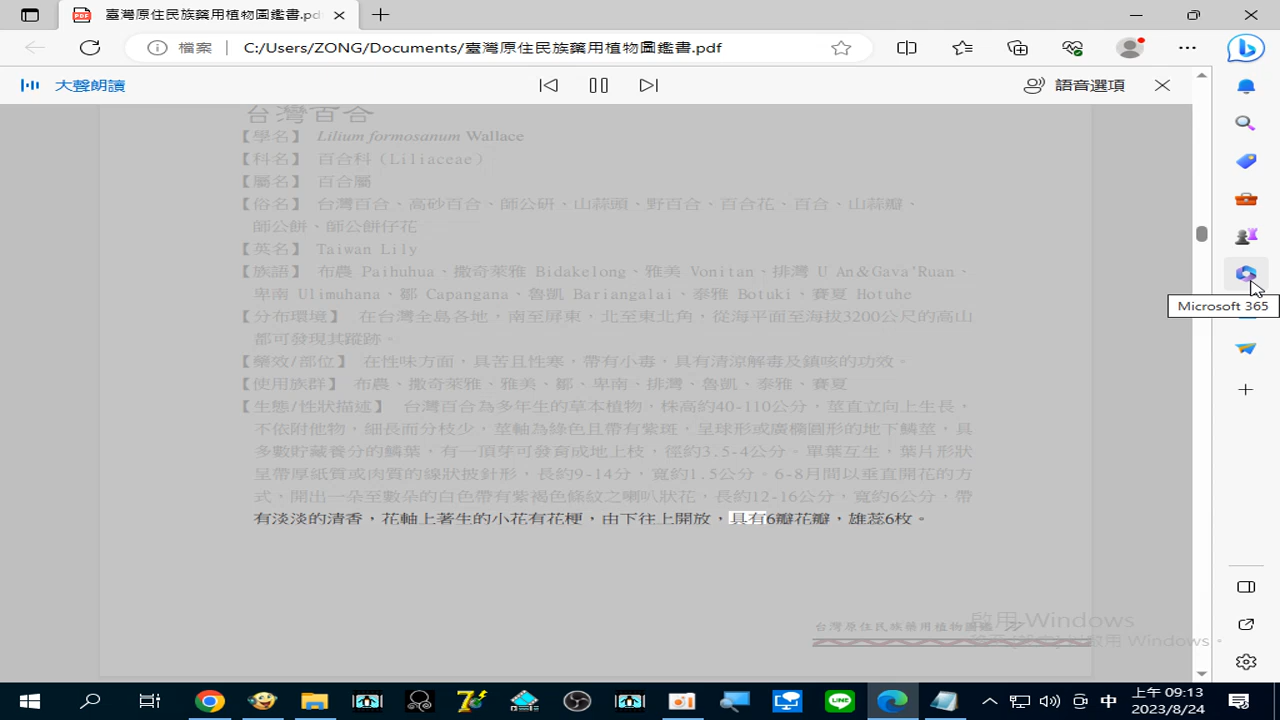 臺灣原住民族藥用植物圖鑑書.pdf
檔案 C:/Users/ZONG/Documents/臺灣原住民族藥用植物圖鑑書.pdf
大聲朗讀
語音選項
台灣百合
【學名】 Lilium formosanum Wallace
【科名】 百合科（Liliaceae）
【屬名】 百合屬
【俗名】 台灣百合、高砂百合、師公研、山蒜頭、野百合、百合花、百合、山蒜瓣、
師公餅、師公餅仔花
【英名】 Taiwan Lily
【族語】 布農 Paihuhua、撒奇萊雅 Bidakelong、雅美 Vonitan、排灣 U An＆Gava'Ruan、
卑南 Ulimuhana、鄒 Capangana、魯凱 Bariangalai、泰雅 Botuki、賽夏 Hotuhe
【分布環境】 在台灣全島各地，南至屏東，北至東北角，從海平面至海拔3200公尺的高山
都可發現其蹤跡。
【藥效/部位】 在性味方面，具苦且性寒，帶有小毒，具有清涼解毒及鎮咳的功效。
【使用族群】 布農、撒奇萊雅、雅美、鄒、卑南、排灣、魯凱、泰雅、賽夏
【生態/性狀描述】 台灣百合為多年生的草本植物，株高約40-110公分，莖直立向上生長，
不依附他物，細長而分枝少，莖軸為綠色且帶有紫斑，呈球形或廣橢圓形的地下鱗莖，具
多數貯藏養分的鱗葉，有一頂芽可發育成地上枝，徑約3.5-4公分。單葉互生，葉片形狀
呈帶厚紙質或肉質的線狀披針形，長約9-14分，寬約1.5公分。6-8月間以垂直開花的方
式，開出一朵至數朵的白色帶有紫褐色條紋之喇叭狀花，長約12-16公分，寬約6公分，帶
有淡淡的清香，花軸上著生的小花有花梗，由下往上開放，具有6瓣花瓣，雄蕊6枚。
台灣原住民族藥用植物圖鑑 77
啟用 Windows
Microsoft 365
中
上午 09:13
2023/8/24
LINE